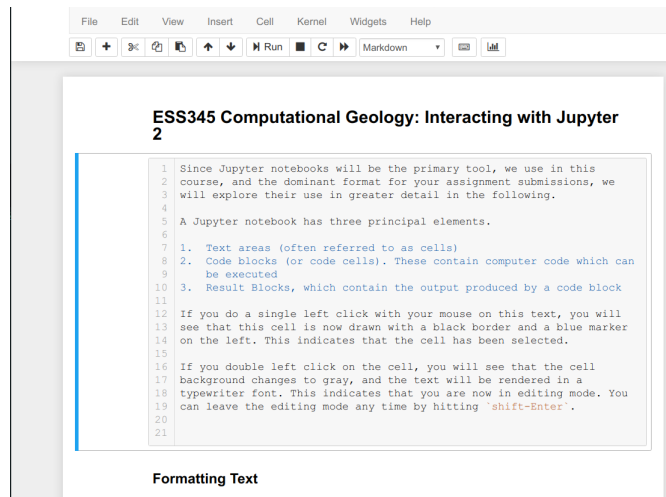 File Edit View Insert Cell Kernel Widgets Help
Run Markdown
ESS345 Computational Geology: Interacting with Jupyter
2
1 Since Jupyter notebooks will be the primary tool, we use in this
2 course, and the dominant format for your assignment submissions, we
3 will explore their use in greater detail in the following.
4
5 A Jupyter notebook has three principal elements.
6
7 1. Text areas (often referred to as cells)
8 2. Code blocks (or code cells). These contain computer code which can
9 be executed
10 3. Result Blocks, which contain the output produced by a code block
11
12 If you do a single left click with your mouse on this text, you will
13 see that this cell is now drawn with a black border and a blue marker
14 on the left. This indicates that the cell has been selected.
15
16 If you double left click on the cell, you will see that the cell
17 background changes to gray, and the text will be rendered in a
18 typewriter font. This indicates that you are now in editing mode. You
19 can leave the editing mode any time by hitting `shift-Enter`.
20
21
Formatting Text